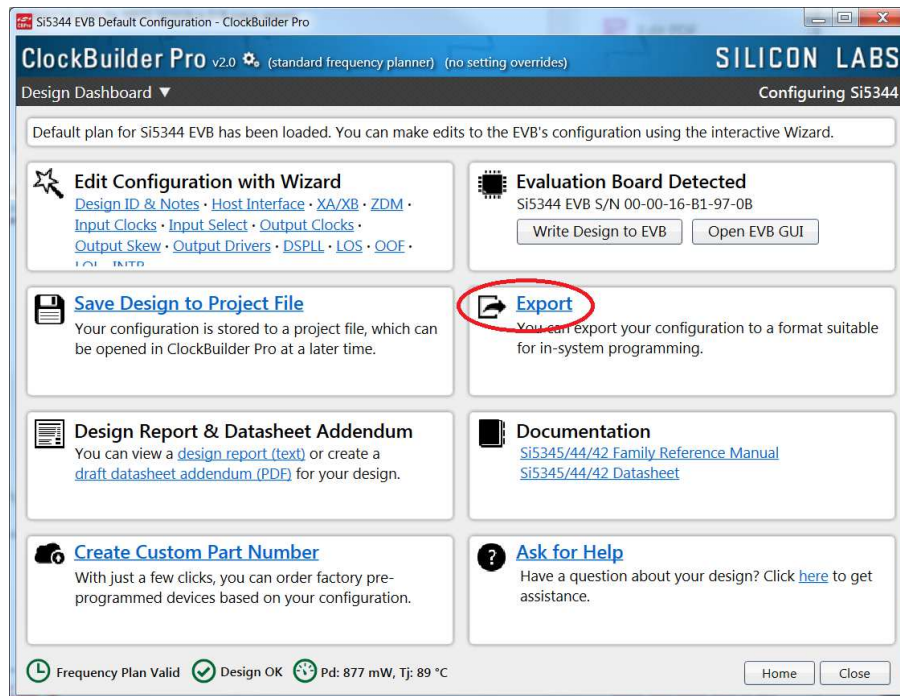 Si5344 EVB Default Configuration - ClockBuilder Pro
ClockBuilder Pro v2.0 (standard frequency planner) (no setting overrides)
SILICON LABS
Design Dashboard ▼
Configuring Si5344
Default plan for Si5344 EVB has been loaded. You can make edits to the EVB's configuration using the interactive Wizard.
Edit Configuration with Wizard
Design ID & Notes · Host Interface · XA/XB · ZDM ·
Input Clocks · Input Select · Output Clocks ·
Output Skew · Output Drivers · DSPLL · LOS · OOF ·
Evaluation Board Detected
Si5344 EVB S/N 00-00-16-B1-97-0B
Write Design to EVB
Open EVB GUI
Save Design to Project File
Your configuration is stored to a project file, which can
be opened in ClockBuilder Pro at a later time.
Export
You can export your configuration to a format suitable
for in-system programming.
Design Report & Datasheet Addendum
You can view a design report (text) or create a
draft datasheet addendum (PDF) for your design.
Documentation
Si5345/44/42 Family Reference Manual
Si5345/44/42 Datasheet
Create Custom Part Number
With just a few clicks, you can order factory pre-
programmed devices based on your configuration.
Ask for Help
Have a question about your design? Click here to get
assistance.
Frequency Plan Valid
Design OK
Pd: 877 mW, Tj: 89 °C
Home
Close